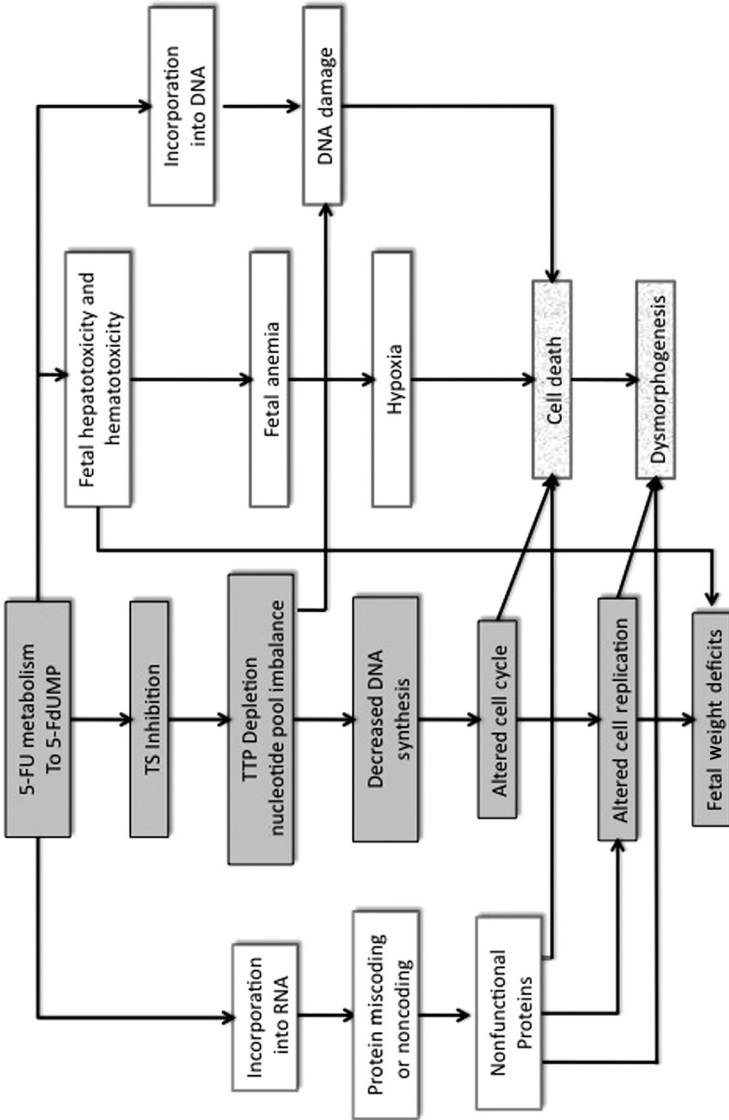 5-FU metabolism
To 5-FdUMP
TS Inhibition
TTP Depletion
nucleotide pool imbalance
Decreased DNA
synthesis
Altered cell cycle
Altered cell replication
Fetal weight deficits
Incorporation
into RNA
Protein miscoding
or noncoding
Nonfunctional
Proteins
Fetal hepatotoxicity and
hematotoxicity
Fetal anemia
Hypoxia
Cell death
Dysmorphogenesis
Incorporation
into DNA
DNA damage